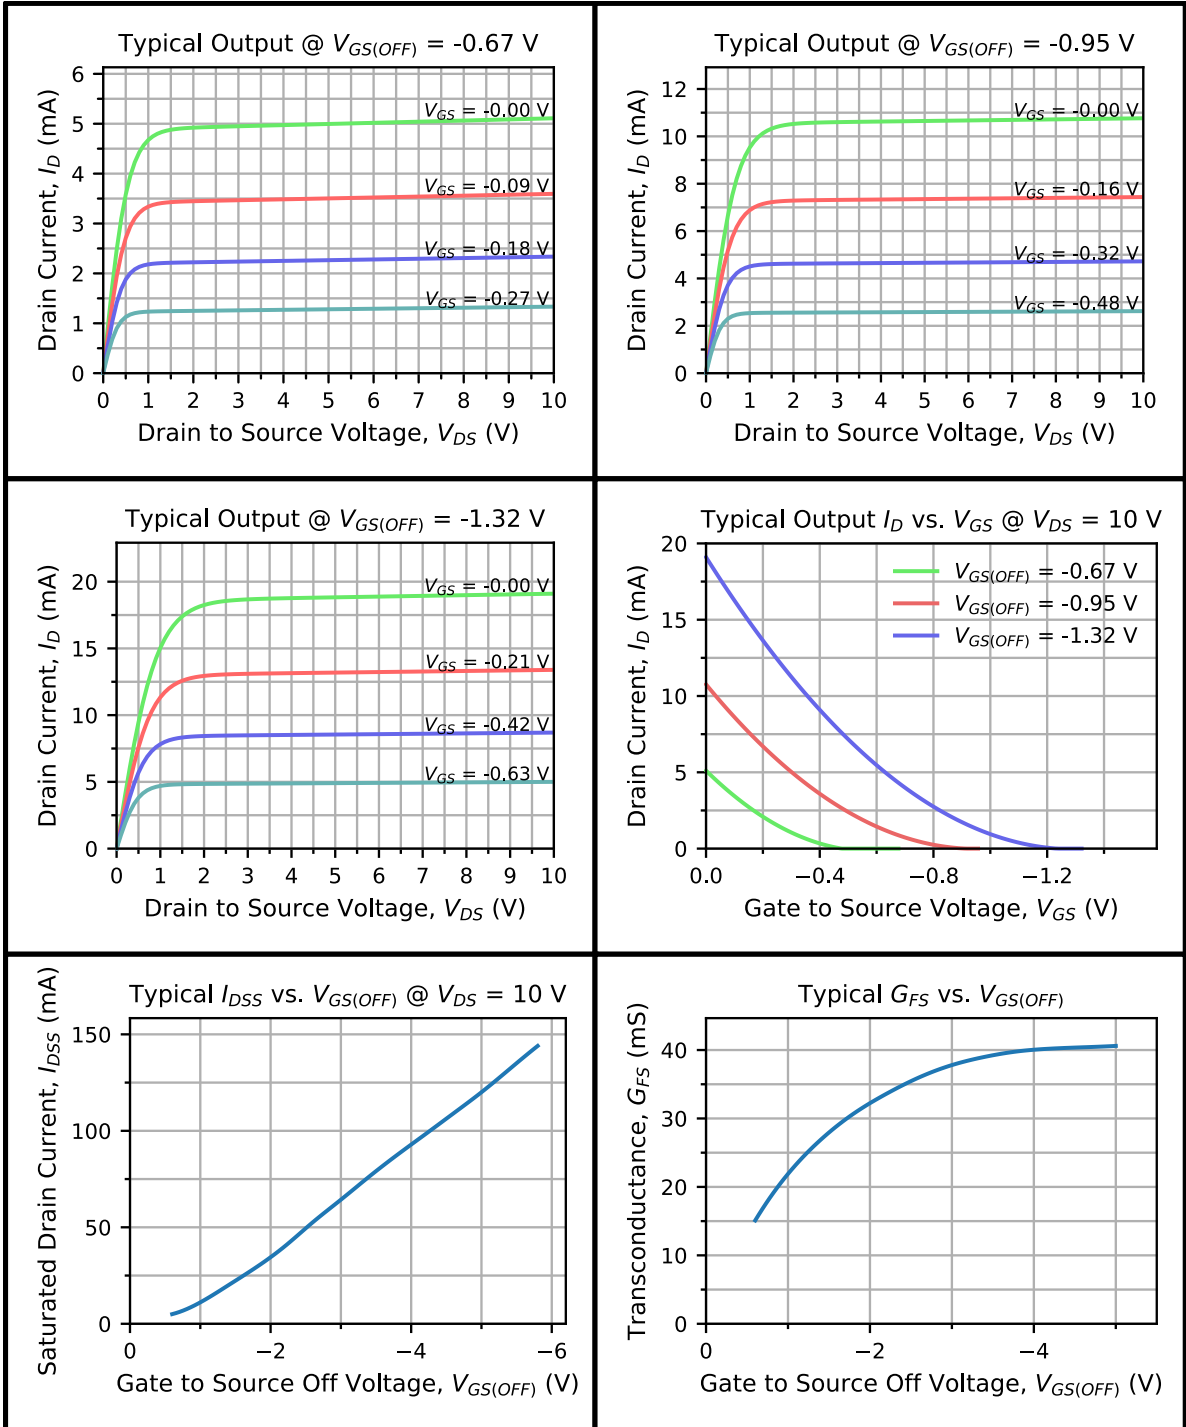 Typical Output @ V_GS(OFF) = -0.67 V
Drain Current, I_D (mA)
6
5
4
3
2
1
0
V_GS = -0.00 V
V_GS = -0.09 V
V_GS = -0.18 V
V_GS = -0.27 V
0 1 2 3 4 5 6 7 8 9 10
Drain to Source Voltage, V_DS (V)
Typical Output @ V_GS(OFF) = -0.95 V
Drain Current, I_D (mA)
12
10
8
6
4
2
0
V_GS = -0.00 V
V_GS = -0.16 V
V_GS = -0.32 V
V_GS = -0.48 V
0 1 2 3 4 5 6 7 8 9 10
Drain to Source Voltage, V_DS (V)
Typical Output @ V_GS(OFF) = -1.32 V
Drain Current, I_D (mA)
20
15
10
5
0
V_GS = -0.00 V
V_GS = -0.21 V
V_GS = -0.42 V
V_GS = -0.63 V
0 1 2 3 4 5 6 7 8 9 10
Drain to Source Voltage, V_DS (V)
Typical Output I_D vs. V_GS @ V_DS = 10 V
Drain Current, I_D (mA)
20
15
10
5
0
V_GS(OFF) = -0.67 V
V_GS(OFF) = -0.95 V
V_GS(OFF) = -1.32 V
0.0 −0.4 −0.8 −1.2
Gate to Source Voltage, V_GS (V)
Typical I_DSS vs. V_GS(OFF) @ V_DS = 10 V
Saturated Drain Current, I_DSS (mA)
150
100
50
0
0 −2 −4 −6
Gate to Source Off Voltage, V_GS(OFF) (V)
Typical G_FS vs. V_GS(OFF)
Transconductance, G_FS (mS)
40
30
20
10
0
0 −2 −4
Gate to Source Off Voltage, V_GS(OFF) (V)